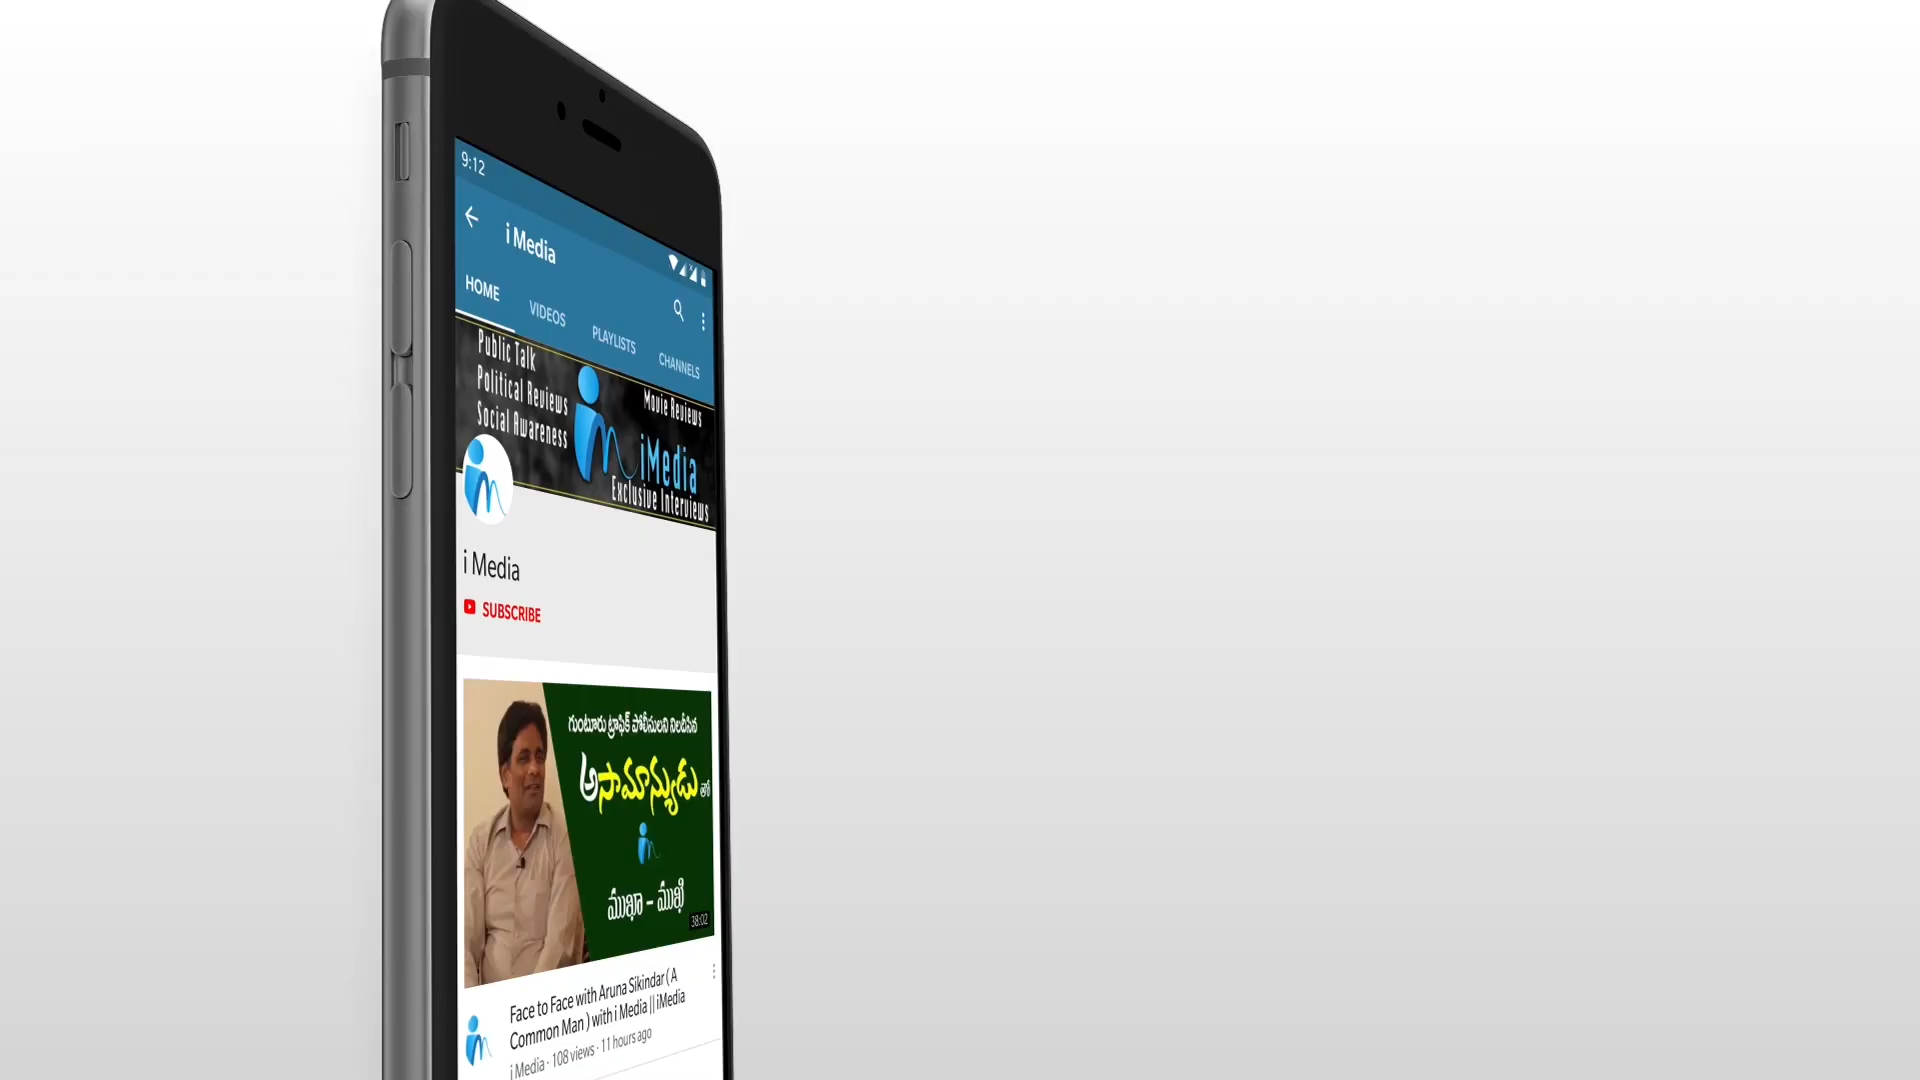 9:12
i Media
HOME
VIDEOS
PLAYLISTS
CHANNELS
Public Talk
Political Reviews
Social Awareness
Movie Reviews
iMedia
Exclusive Interviews
i Media
SUBSCRIBE
గుంటూరు ట్రాఫిక్ పోలీసులని నిలదీసిన
అసామాన్యుడు తో
ముఖా - ముఖి
38:02
Face to Face with Aruna Sikindar ( A
Common Man ) with i Media || iMedia
i Media · 108 views · 11 hours ago